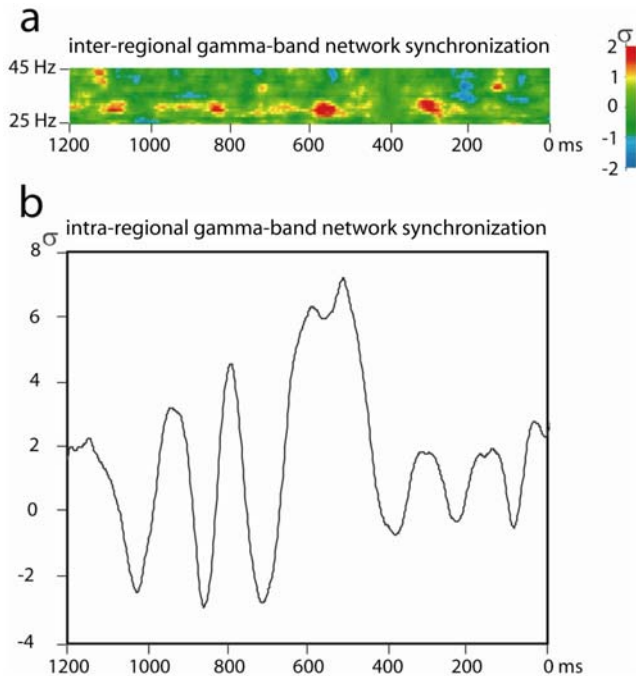 a
inter-regional gamma-band network synchronization
σ
2
1
0
-1
-2
45 Hz
25 Hz
1200 1000 800 600 400 200 0 ms
b
intra-regional gamma-band network synchronization
σ
8
6
4
2
0
-2
-4
1200 1000 800 600 400 200 0 ms